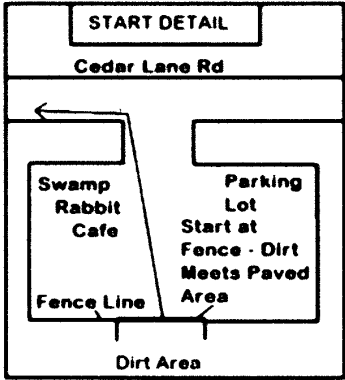 START DETAIL
Cedar Lane Rd
Swamp
Rabbit
Cafe
Parking
Lot
Start at
Fence - Dirt
Meets Paved
Area
Fence Line
Dirt Area